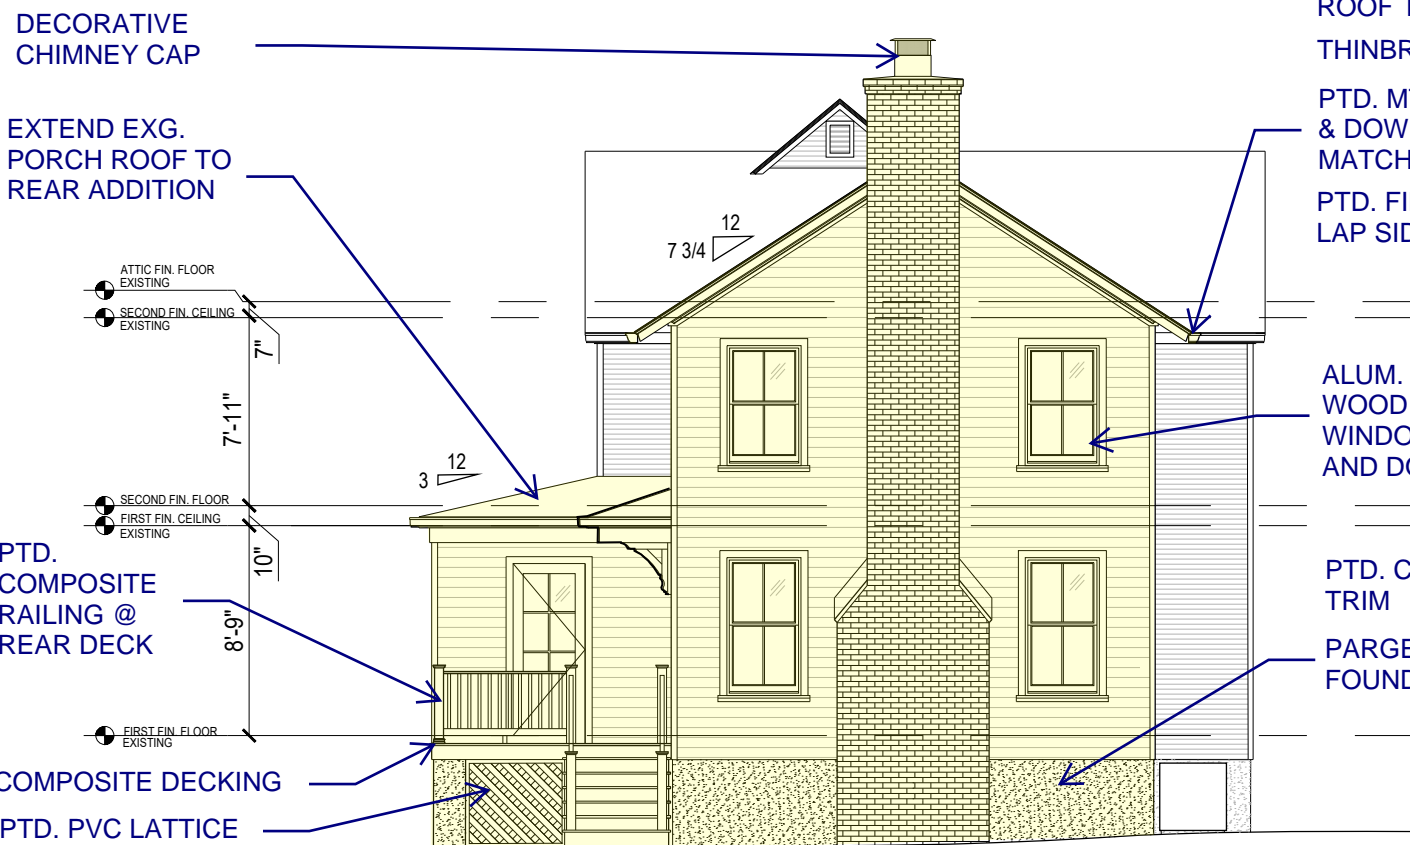 DECORATIVE
CHIMNEY CAP
EXTEND EXG.
PORCH ROOF TO
REAR ADDITION
12
7 3/4
ATTIC FIN. FLOOR
EXISTING
SECOND FIN. CEILING
EXISTING
7"
7'-11"
12
3
SECOND FIN. FLOOR
FIRST FIN. CEILING
EXISTING
10"
8'-9"
PTD.
COMPOSITE
RAILING @
REAR DECK
FIRST FIN. FLOOR
EXISTING
COMPOSITE DECKING
PTD. PVC LATTICE
ROOF
PTD.
& DOW
MATCH
PTD. FI
LAP SID
ALUM.
WOOD
WINDO
AND DO
PTD. C
TRIM
PARGE
FOUND